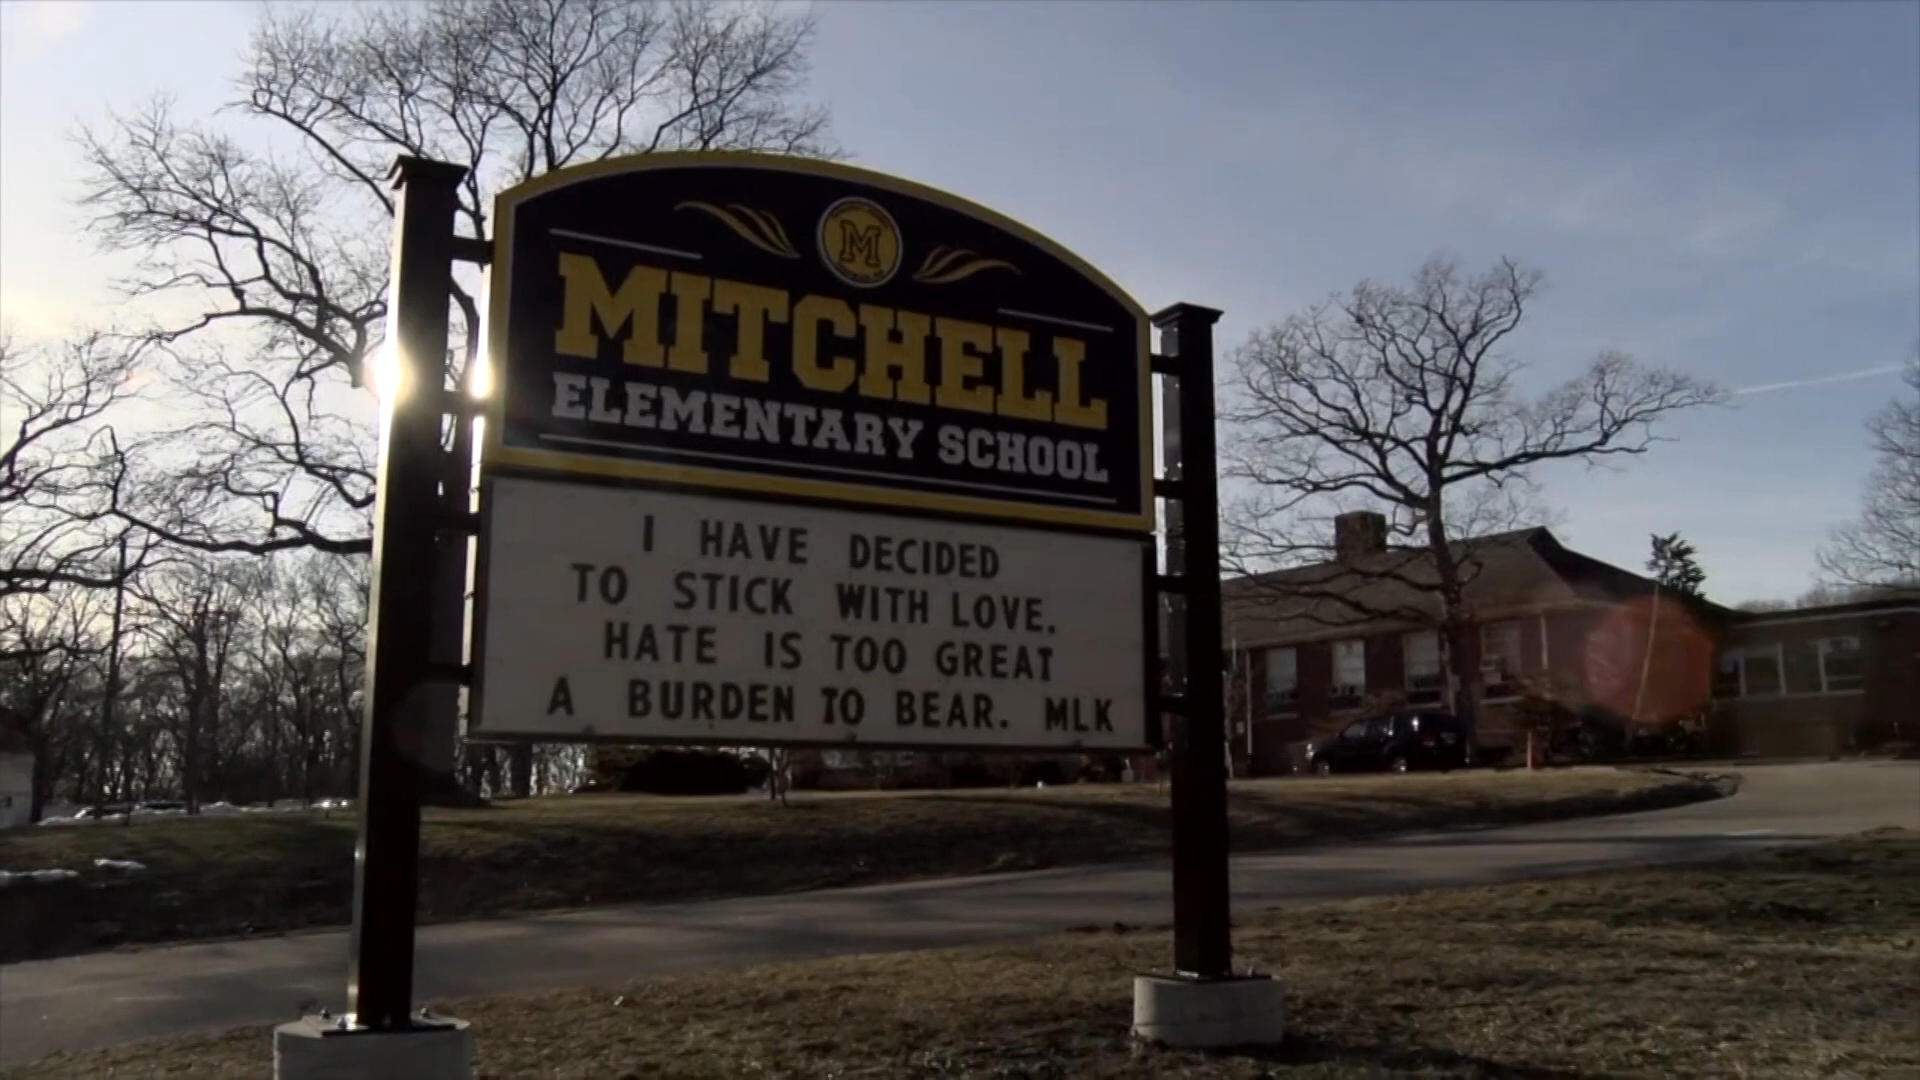 M
MITCHELL
ELEMENTARY SCHOOL
I HAVE DECIDED
TO STICK WITH LOVE.
HATE IS TOO GREAT
A BURDEN TO BEAR. MLK